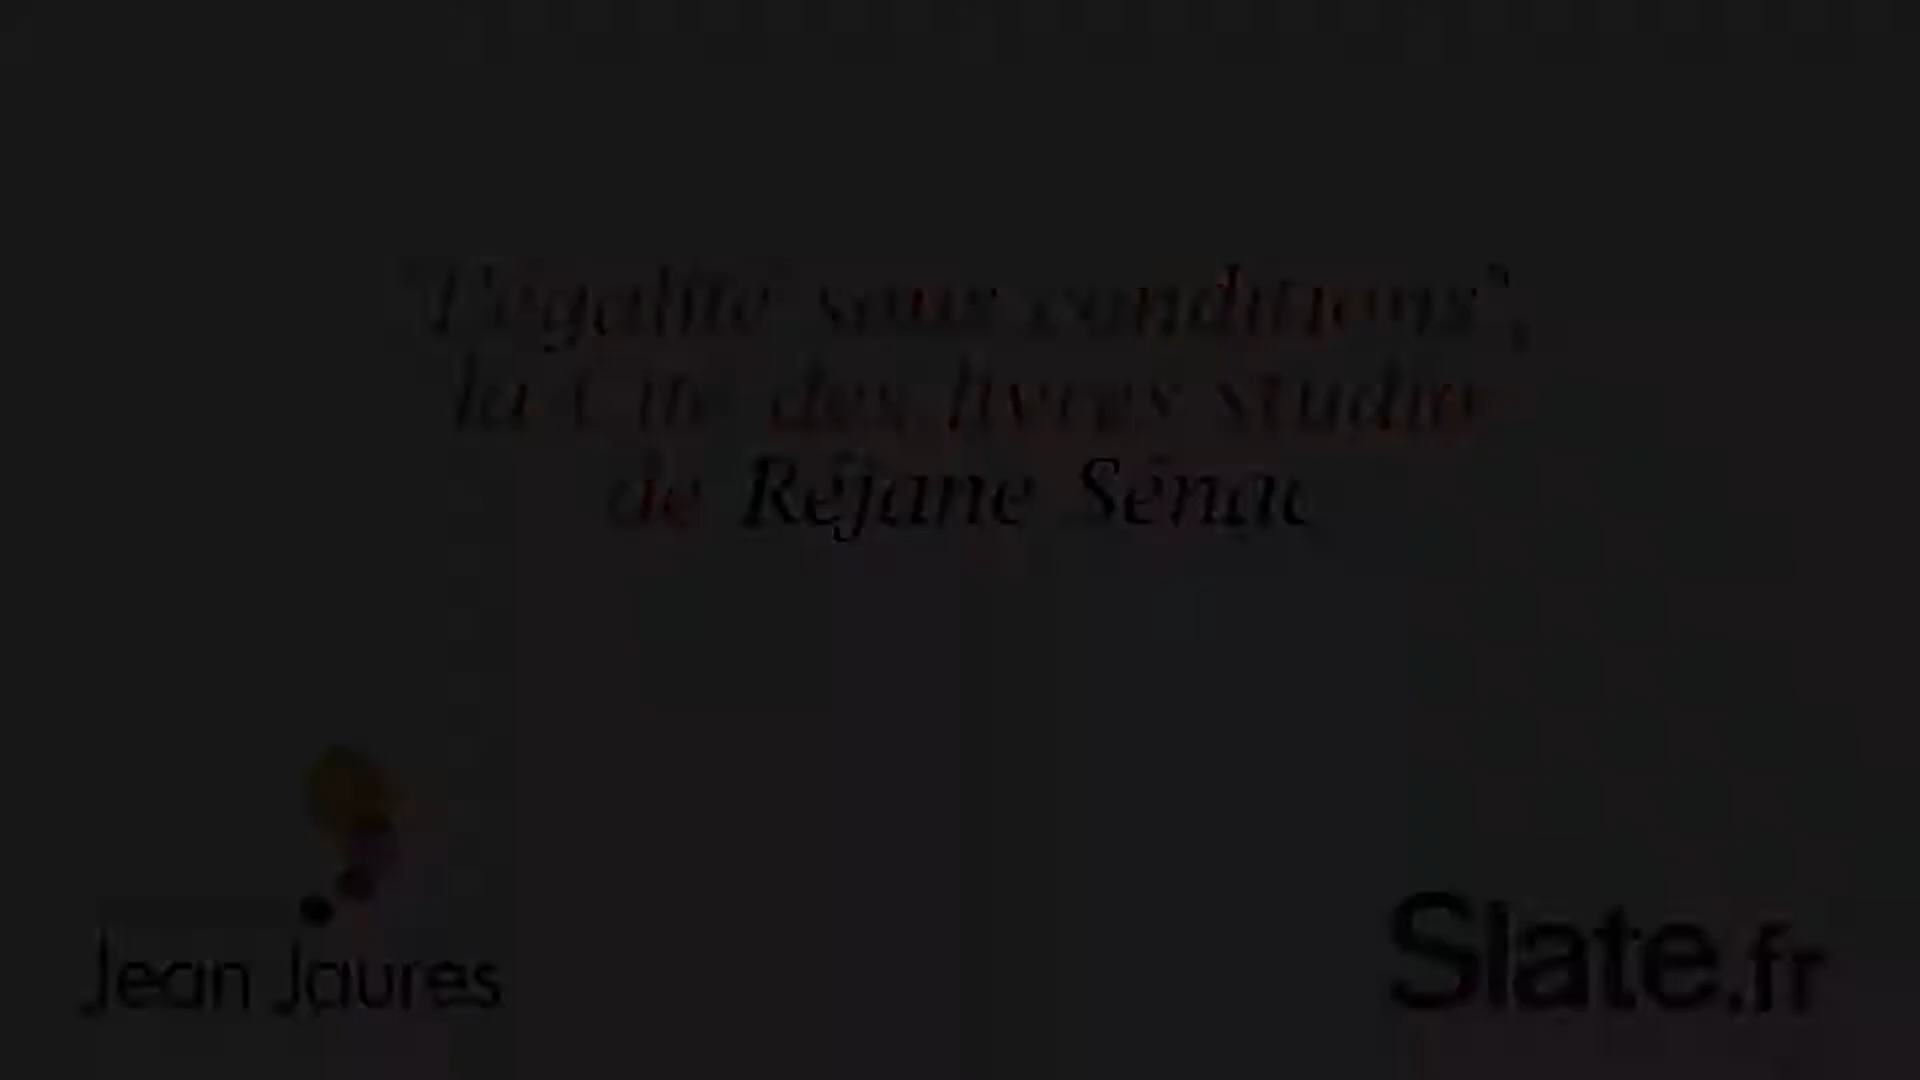 "L'égalité sous conditions",
la Cité des livres studio
de Réjane Sénac
Jean Jaurès
Slate.fr